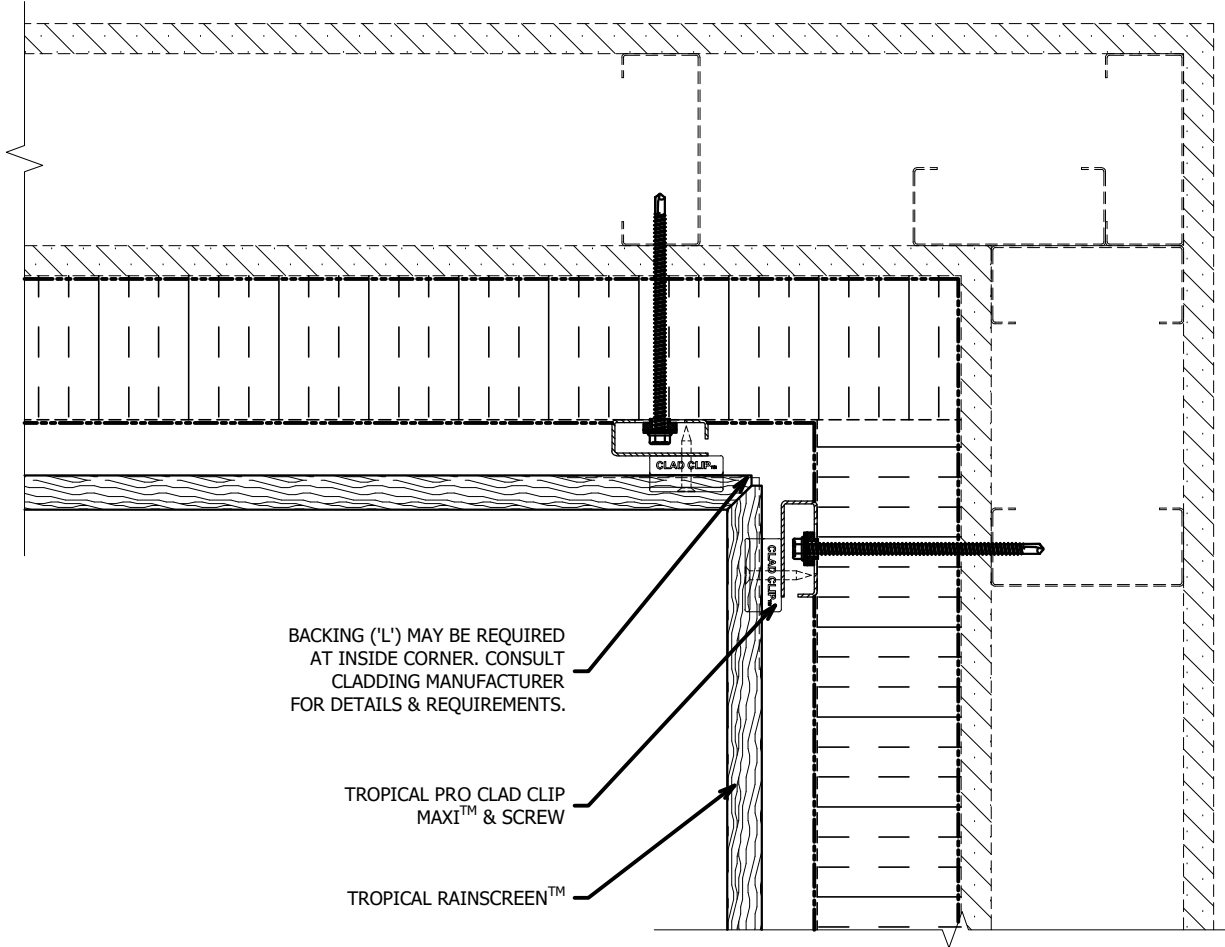 CLAD CLIP™
CLAD CLIP™
BACKING ('L') MAY BE REQUIRED
AT INSIDE CORNER. CONSULT
CLADDING MANUFACTURER
FOR DETAILS & REQUIREMENTS.
TROPICAL PRO CLAD CLIP
MAXI™ & SCREW
TROPICAL RAINSCREEN™